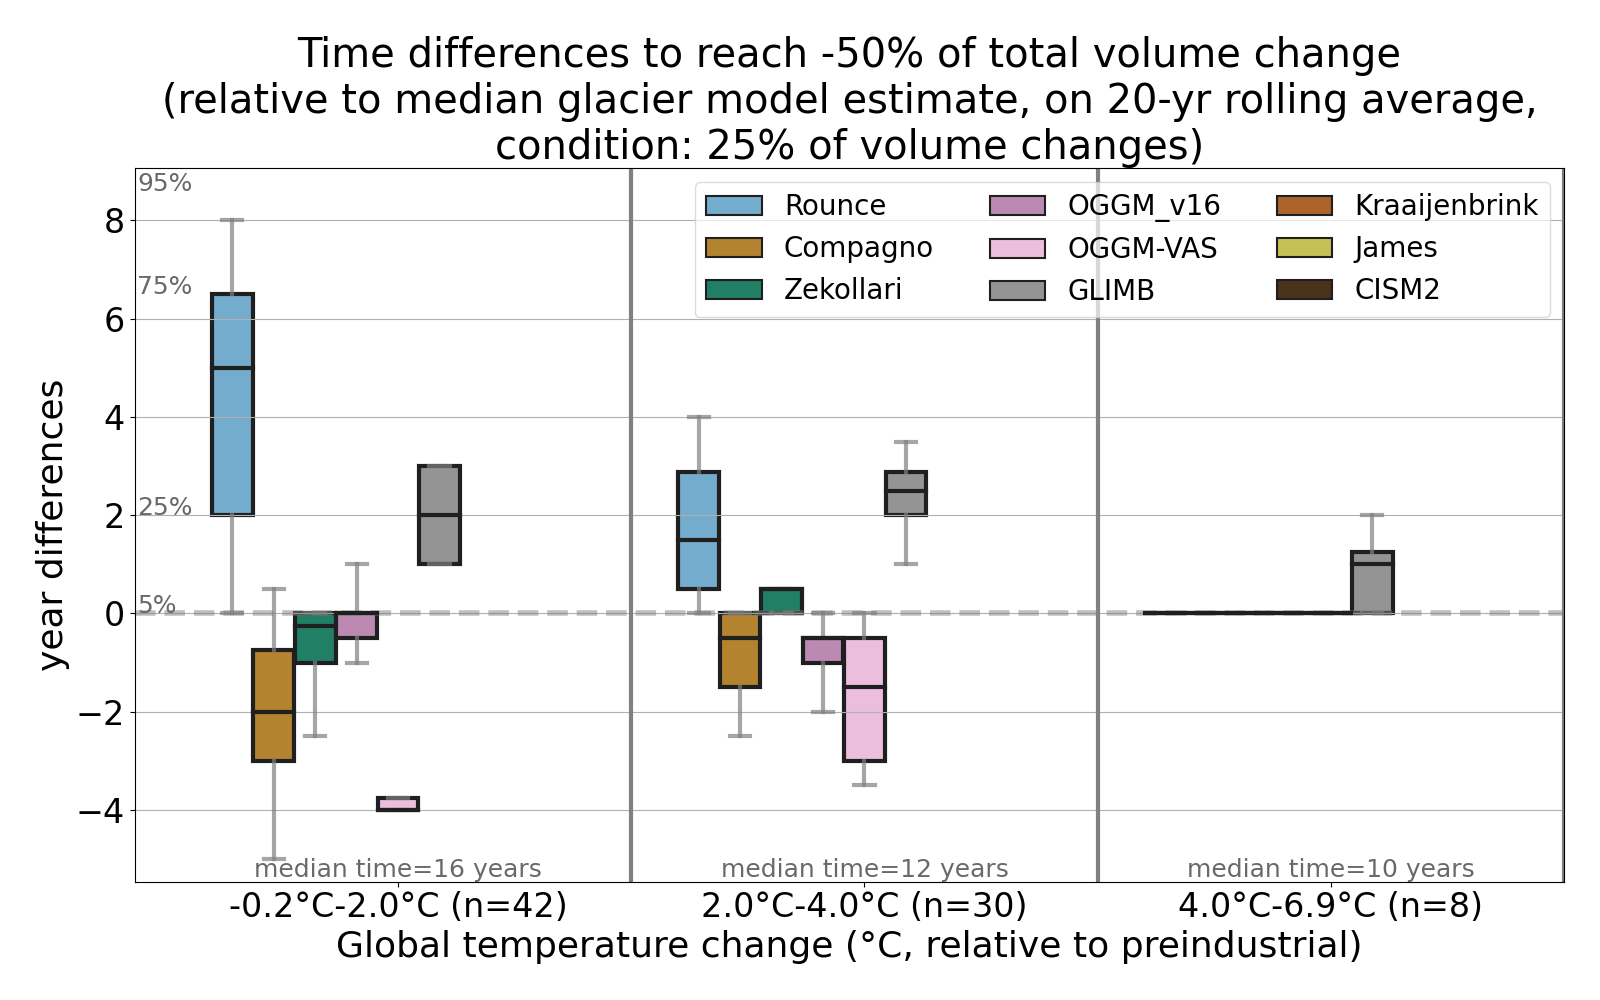 Time differences to reach -50% of total volume change
(relative to median glacier model estimate, on 20-yr rolling average,
condition: 25% of volume changes)
95%
75%
25%
5%
8
6
4
2
0
−2
−4
year differences
Rounce
Compagno
Zekollari
OGGM_v16
OGGM-VAS
GLIMB
Kraaijenbrink
James
CISM2
median time=16 years
median time=12 years
median time=10 years
-0.2°C-2.0°C (n=42)
2.0°C-4.0°C (n=30)
4.0°C-6.9°C (n=8)
Global temperature change (°C, relative to preindustrial)